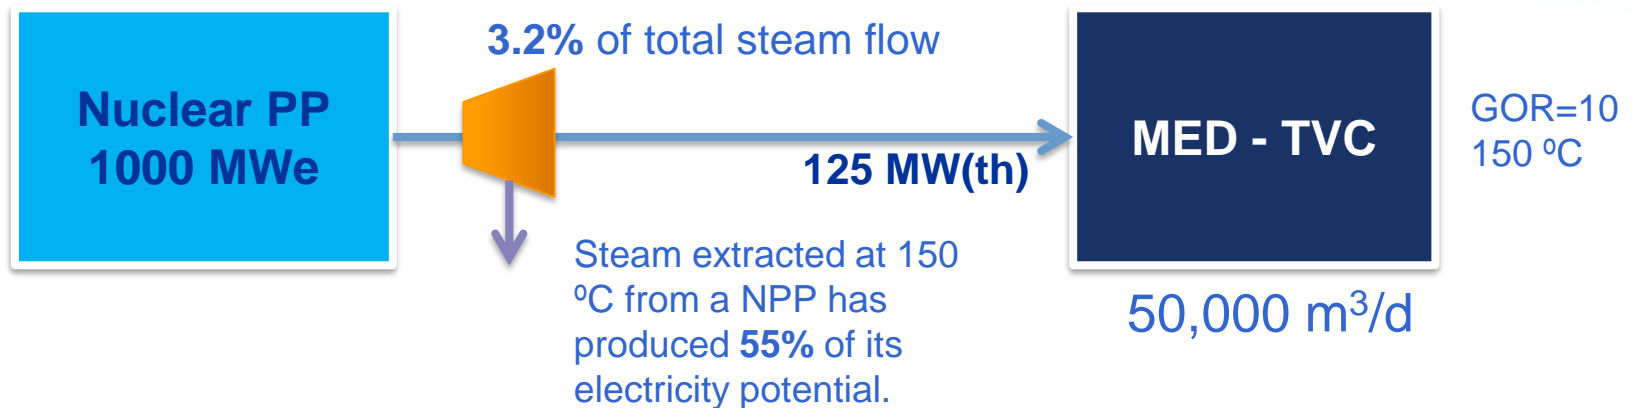 3.2% of total steam flow
Nuclear PP
1000 MWe
125 MW(th)
MED - TVC
GOR=10
150 ºC
Steam extracted at 150
ºC from a NPP has
produced 55% of its
electricity potential.
50,000 m³/d